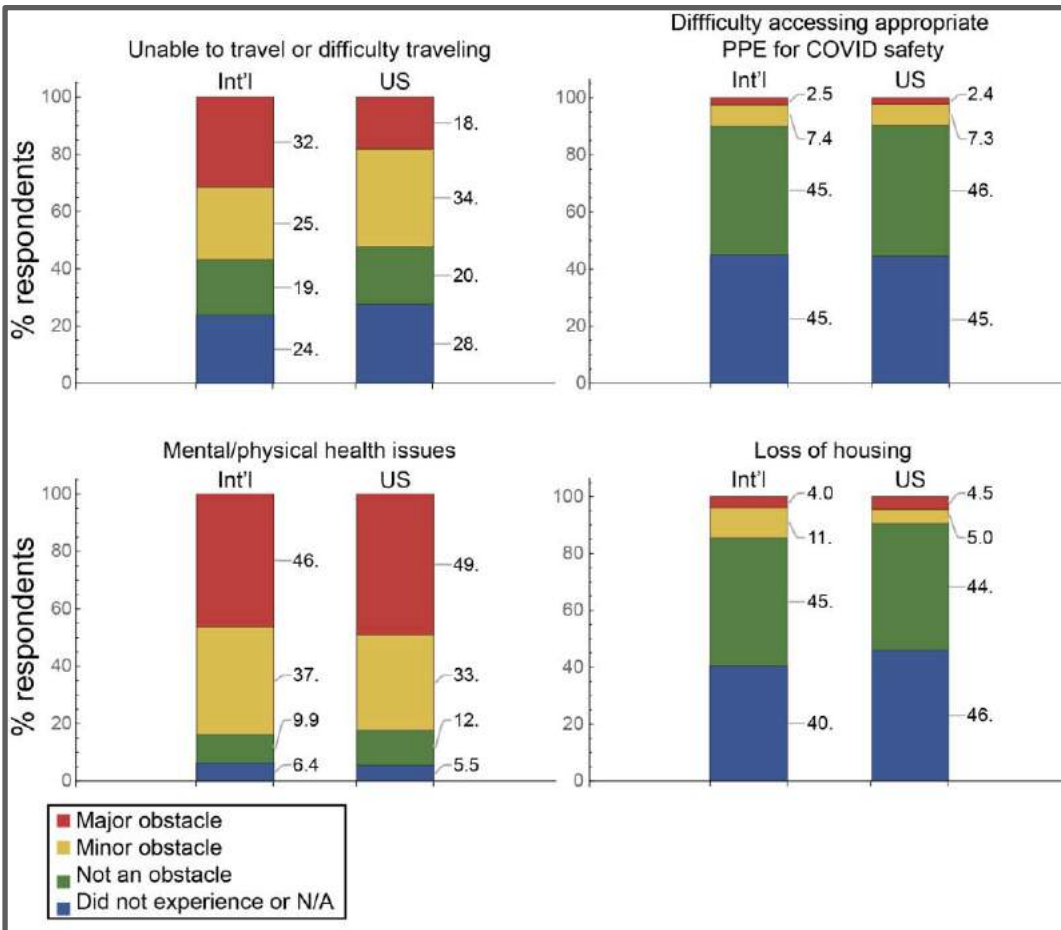 Unable to travel or difficulty traveling
Int'l
US
% respondents
100
80
60
40
20
0
32.
25.
19.
24.
18.
34.
20.
28.
Diffficulty accessing appropriate
PPE for COVID safety
Int'l
US
100
80
60
40
20
0
2.5
7.4
45.
45.
2.4
7.3
46.
45.
Mental/physical health issues
Int'l
US
% respondents
100
80
60
40
20
0
46.
37.
9.9
6.4
49.
33.
12.
5.5
Loss of housing
Int'l
US
100
80
60
40
20
0
4.0
11.
45.
40.
4.5
5.0
44.
46.
Major obstacle
Minor obstacle
Not an obstacle
Did not experience or N/A